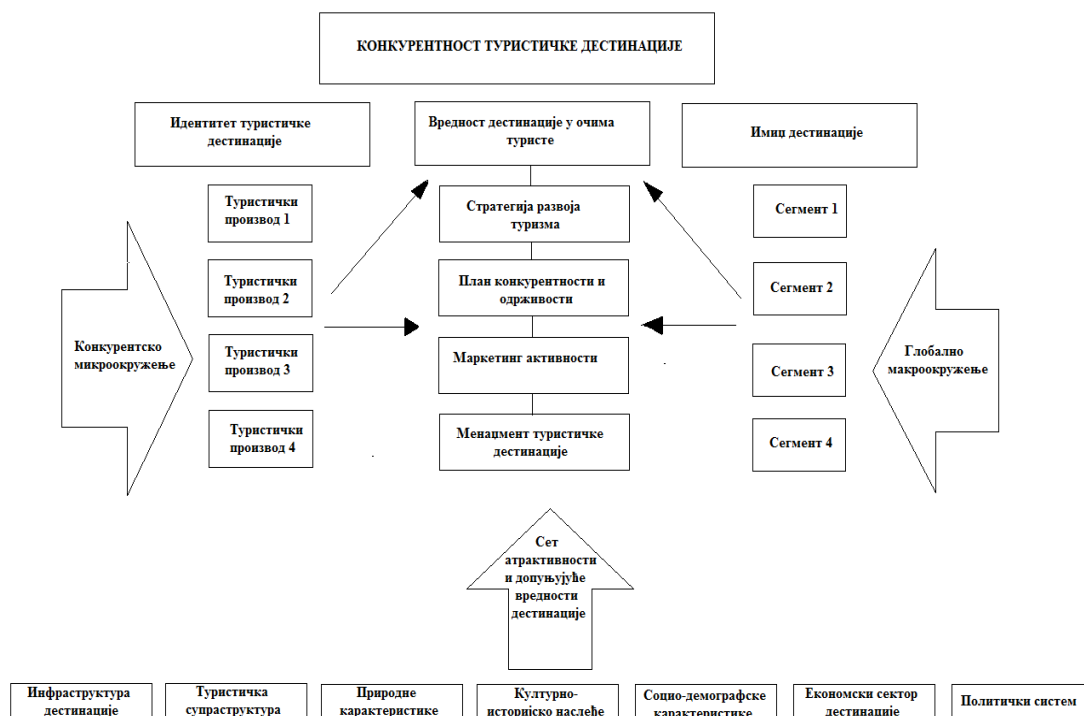 КОНКУРЕНТНОСТ ТУРИСТИЧКЕ ДЕСТИНАЦИЈЕ
Идентитет туристичке
дестинације
Вредност дестинације у очима
туристе
Имиџ дестинације
Туристички
производ 1
Стратегија развоја
туризма
Сегмент 1
Туристички
производ 2
План конкурентности и
одрживости
Сегмент 2
Конкурентско
микроокружење
Туристички
производ 3
Маркетинг активности
Сегмент 3
Глобално
макроокружење
Туристички
производ 4
Менаџмент туристичке
дестинације
Сегмент 4
Сет
атрактивности
и допуњујуће
вредности
дестинације
Инфраструктура
дестинације
Туристичка
супраструктура
Природне
карактеристике
Културно-
историјско наслеђе
Социо-демографске
карактеристике
Економски сектор
дестинације
Политички систем